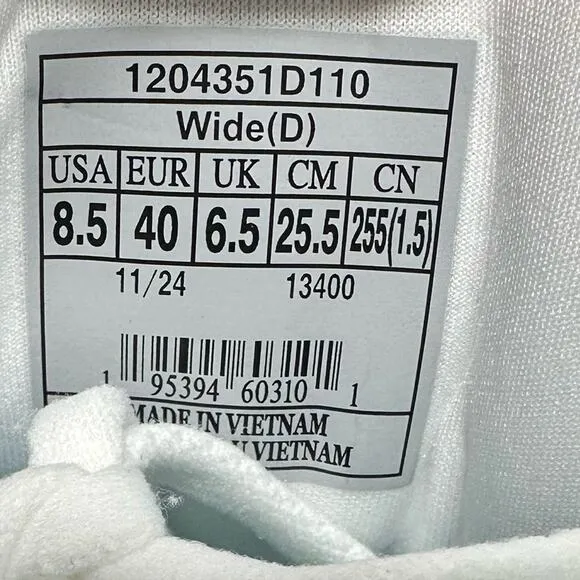 1204351D110
Wide(D)
USA EUR UK CM CN
8.5 40 6.5 25.5 255(1.5)
11/24 13400
1 95394 60310 1
MADE IN VIETNAM
VIETNAM